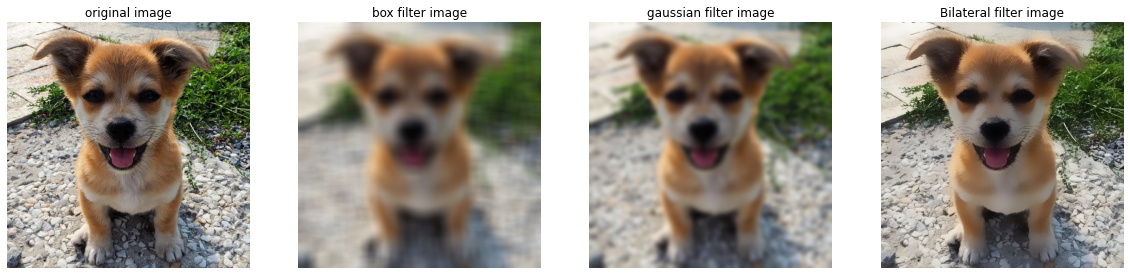 original image
box filter image
gaussian filter image
Bilateral filter image